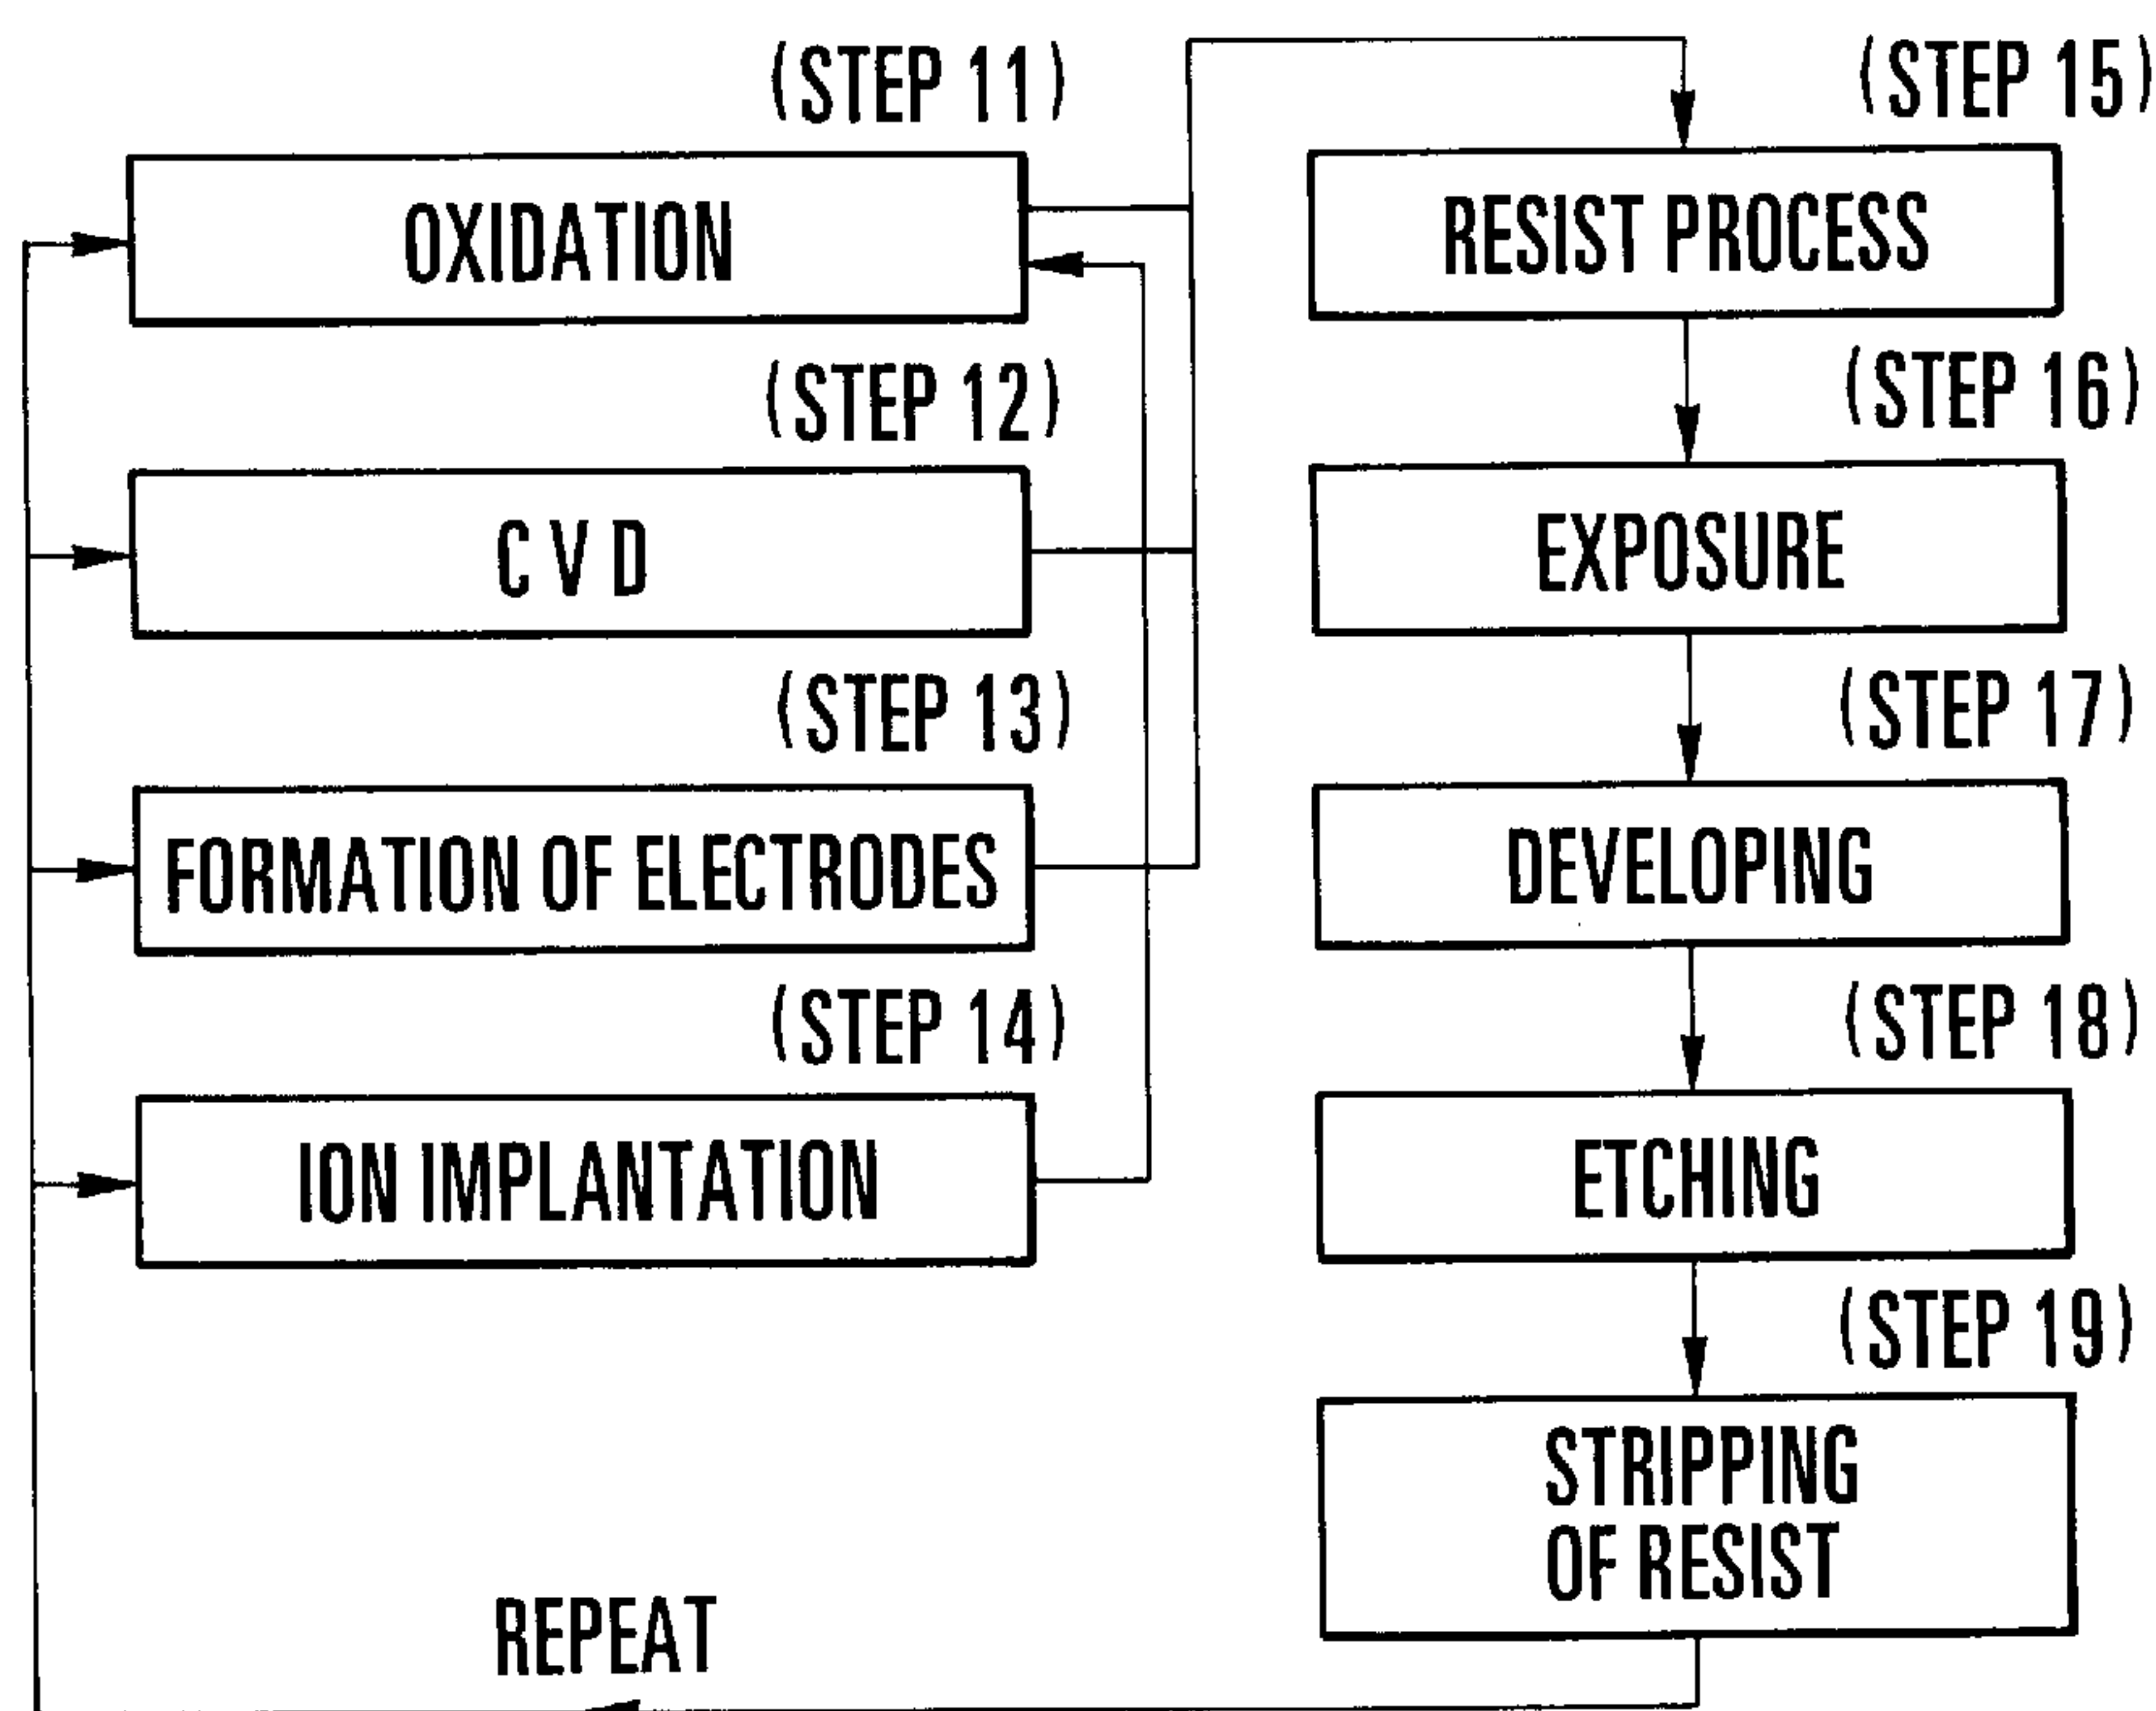 (STEP 11)
OXIDATION
(STEP 12)
CVD
(STEP 13)
FORMATION OF ELECTRODES
(STEP 14)
ION IMPLANTATION
(STEP 15)
RESIST PROCESS
(STEP 16)
EXPOSURE
(STEP 17)
DEVELOPING
(STEP 18)
ETCHING
(STEP 19)
STRIPPING
OF RESIST
REPEAT